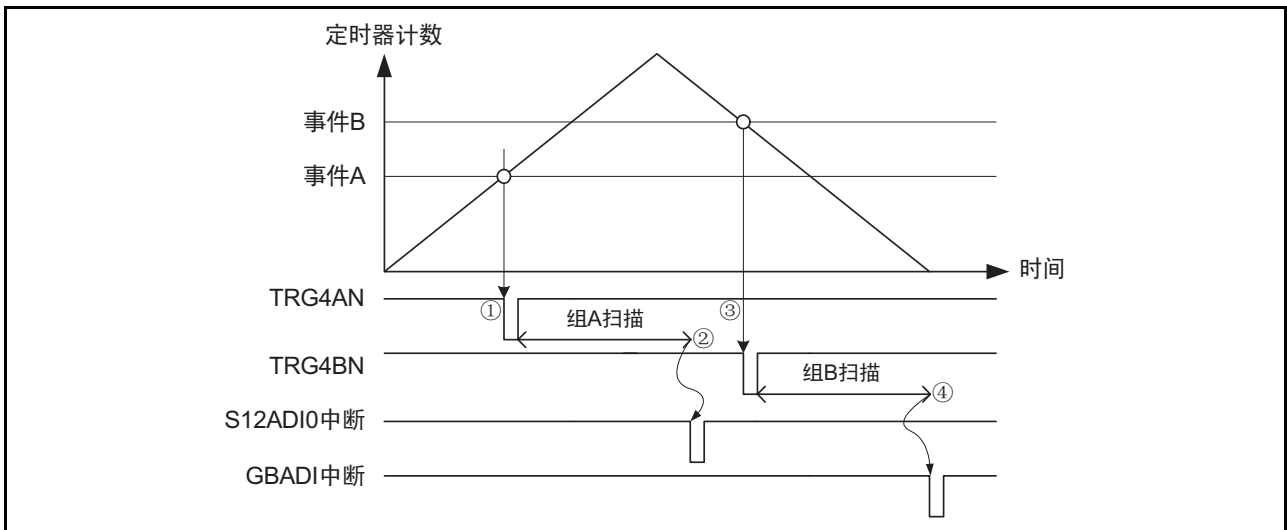 定时器计数
事件B
事件A
时间
TRG4AN
①
组A扫描
②
③
TRG4BN
组B扫描
④
S12ADI0中断
GBADI中断